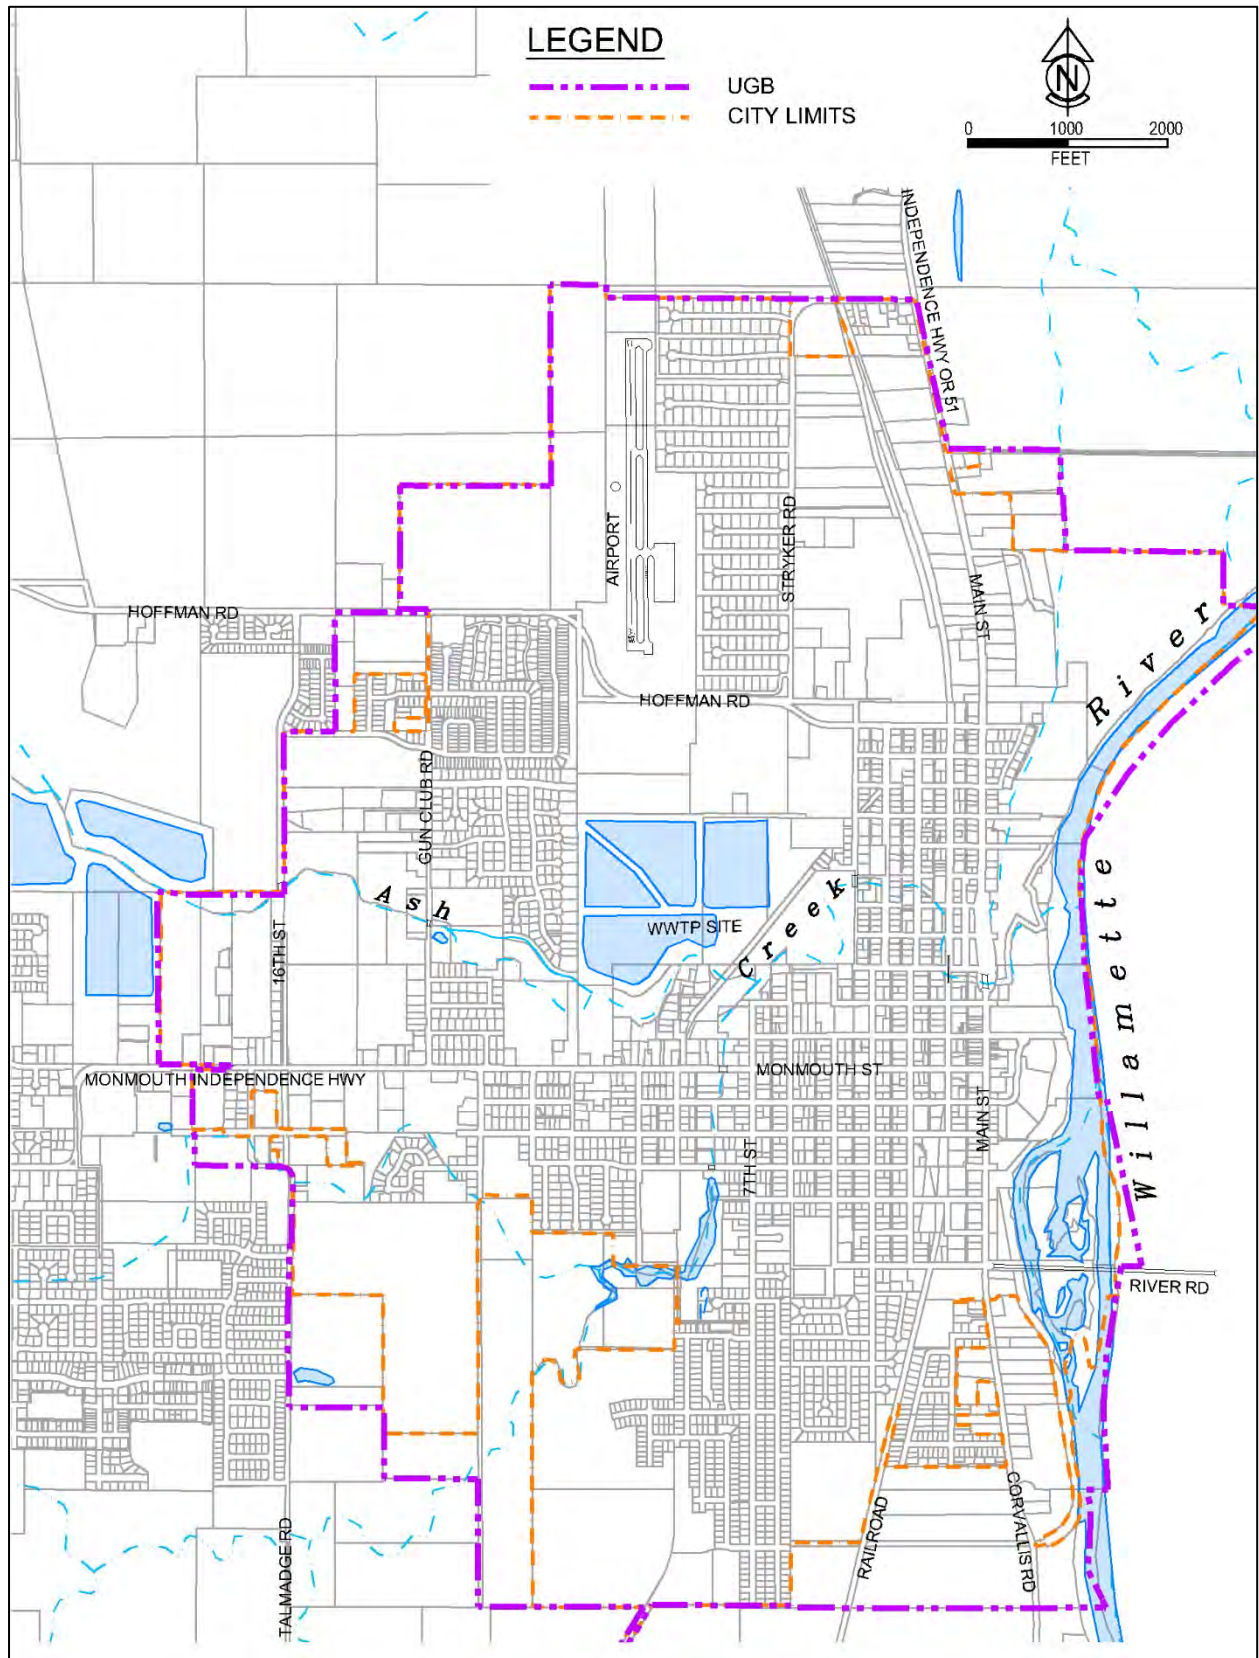 LEGEND
UGB
CITY LIMITS
N
0 1000 2000
FEET
INDEPENDENCE HWY OR 51
AIRPORT
STRYKER RD
HOFFMAN RD
MAIN ST
River
HOFFMAN RD
GUN CLUB RD
Ash
WWTP SITE
Creek
16TH ST
Willamette
MONMOUTH INDEPENDENCE HWY
MONMOUTH ST
MAIN ST
7TH ST
RIVER RD
RAILROAD
CORVALLIS RD
TALMADGE RD